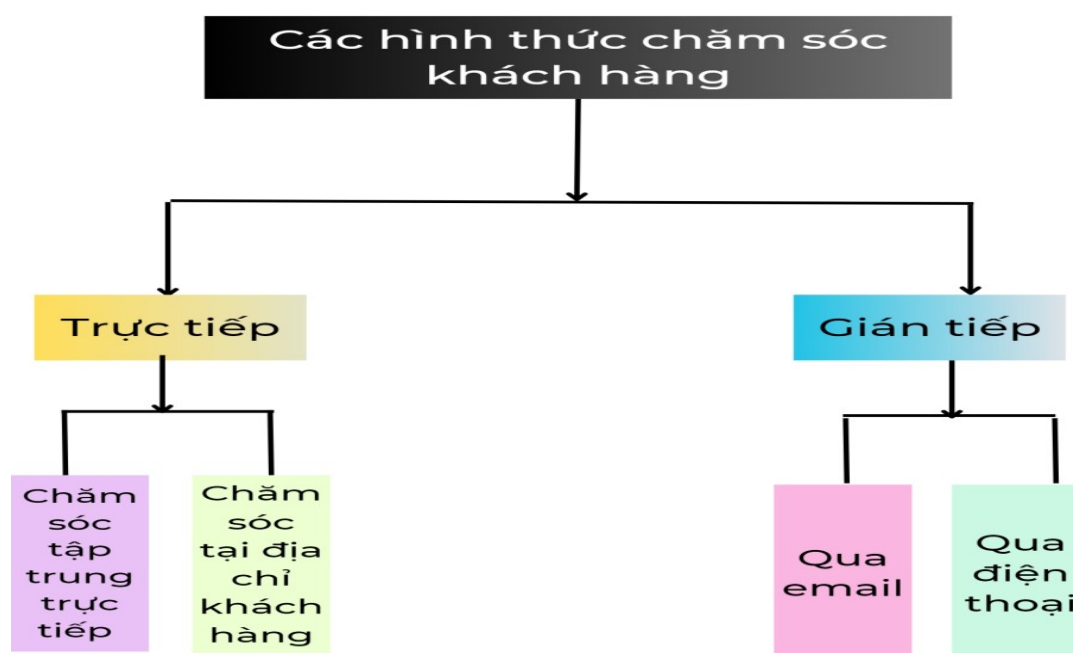 Các hình thức chăm sóc
khách hàng
Trực tiếp
Gián tiếp
Chăm
sóc
tập
trung
trực
tiếp
Chăm
sóc
tại địa
chỉ
khách
hàng
Qua
email
Qua
điện
thoại